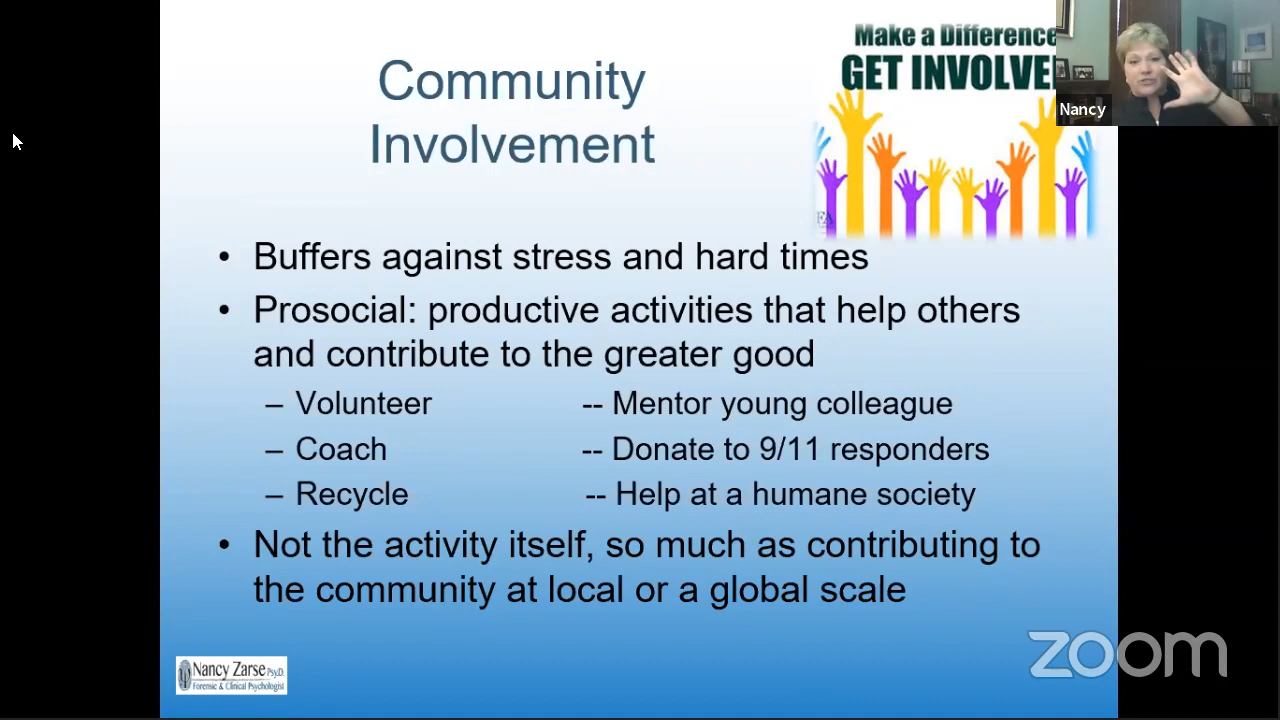 Make a Difference
GET INVOLVE
Nancy
Community
Involvement
• Buffers against stress and hard times
• Prosocial: productive activities that help others
and contribute to the greater good
– Volunteer -- Mentor young colleague
– Coach -- Donate to 9/11 responders
– Recycle -- Help at a humane society
• Not the activity itself, so much as contributing to
the community at local or a global scale
Nancy Zarse Psy.D.
Forensic & Clinical Psychologist
zoom